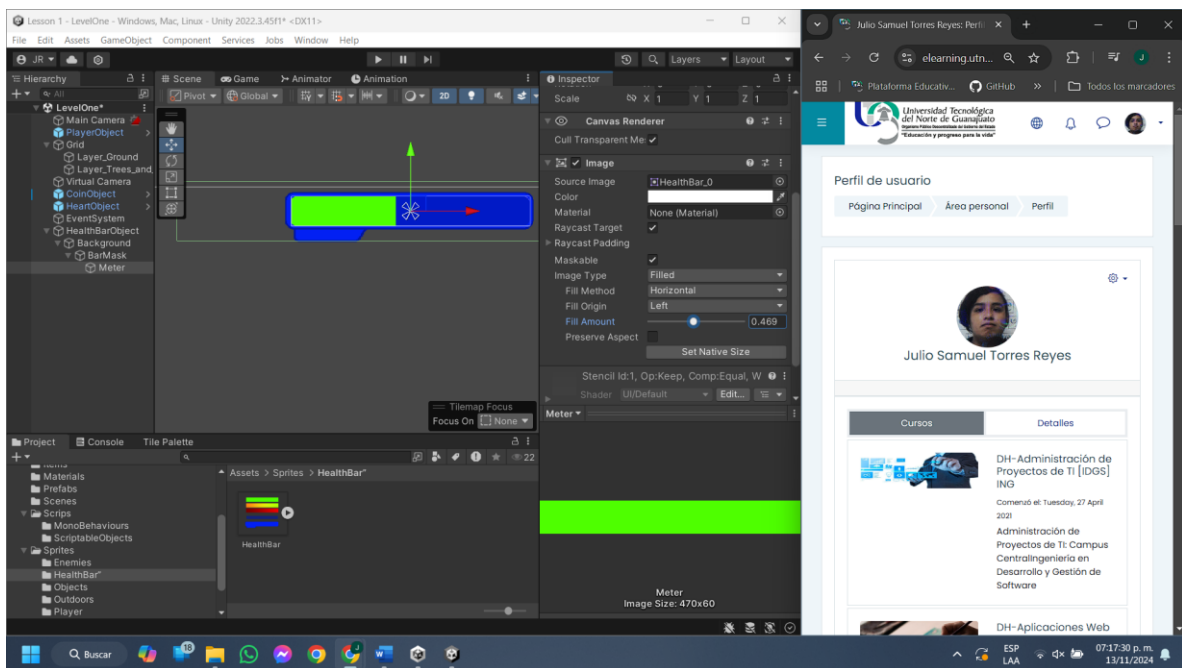 Lesson 1 - LevelOne - Windows, Mac, Linux - Unity 2022.3.45f1* <DX11>
File Edit Assets GameObject Component Services Jobs Window Help
JR
Layers
Layout
Hierarchy
All
LevelOne*
Main Camera
PlayerObject
Grid
Layer_Ground
Layer_Trees_and
Virtual Camera
CoinObject
HeartObject
EventSystem
HealthBarObject
Background
BarMask
Meter
Scene
Game
Animator
Animation
Pivot
Global
2D
Tilemap Focus
Focus On
None
Inspector
Scale
X 1
Y 1
Z 1
Canvas Renderer
Cull Transparent Me
Image
Source Image
HealthBar_0
Color
Material
None (Material)
Raycast Target
Raycast Padding
Maskable
Image Type
Filled
Fill Method
Horizontal
Fill Origin
Left
Fill Amount
0.469
Preserve Aspect
Set Native Size
Stencil Id:1, Op:Keep, Comp:Equal, W
Shader
UI/Default
Edit...
Meter
Meter
Image Size: 470x60
Project
Console
Tile Palette
22
Materials
Prefabs
Scenes
Scrips
MonoBehaviours
ScriptableObjects
Sprites
Enemies
HealthBar"
Objects
Outdoors
Player
Assets > Sprites > HealthBar"
HealthBar
Julio Samuel Torres Reyes: Perfil
elearning.utn...
J
Plataforma Educativ...
GitHub
»
Todos los marcadores
Universidad Tecnológica
del Norte de Guanajuato
Organismo Público Descentralizado del Gobierno del Estado
"Educación y progreso para la vida"
Perfil de usuario
Página Principal
Área personal
Perfil
Julio Samuel Torres Reyes
Cursos
Detalles
DH-Administración de
Proyectos de TI [IDGS]
ING
Comenzó el: Tuesday, 27 April
2021
Administración de
Proyectos de TI: Campus
CentralIngeniería en
Desarrollo y Gestión de
Software
DH-Aplicaciones Web
Buscar
18
ESP
LAA
07:17:30 p. m.
13/11/2024